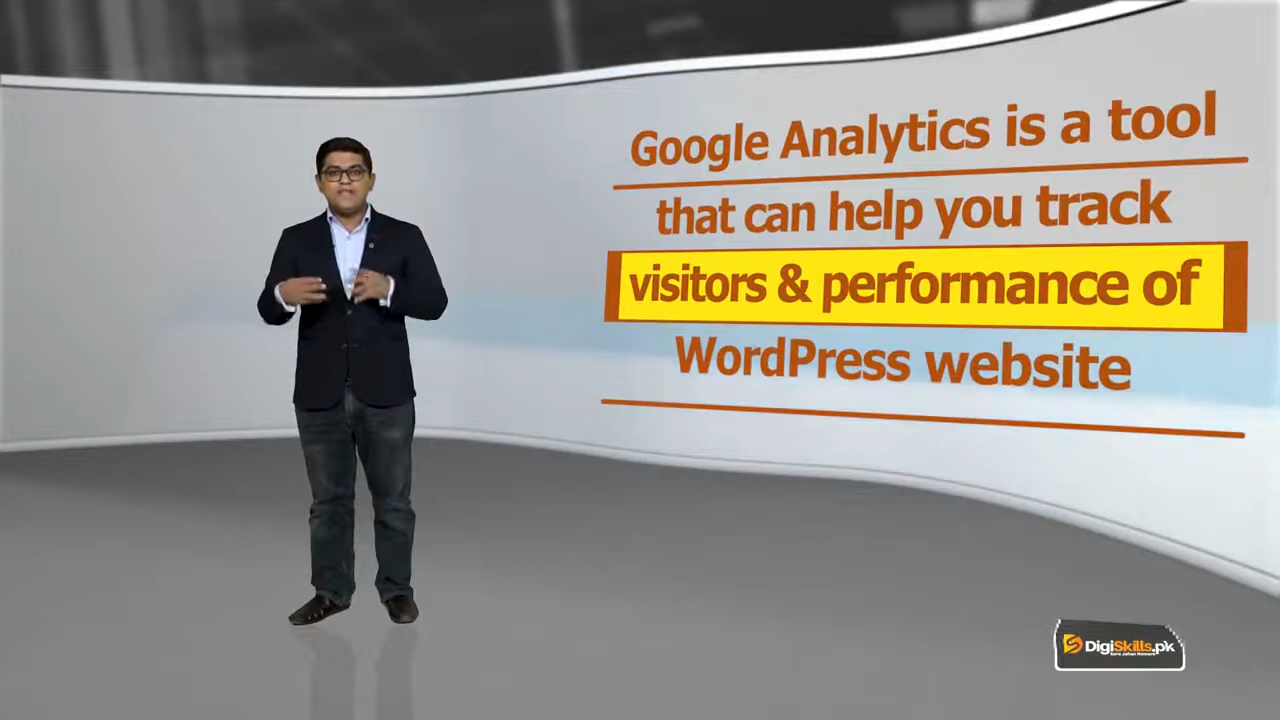 Google Analytics is a tool
that can help you track
visitors & performance of
WordPress website
DigiSkills.pk